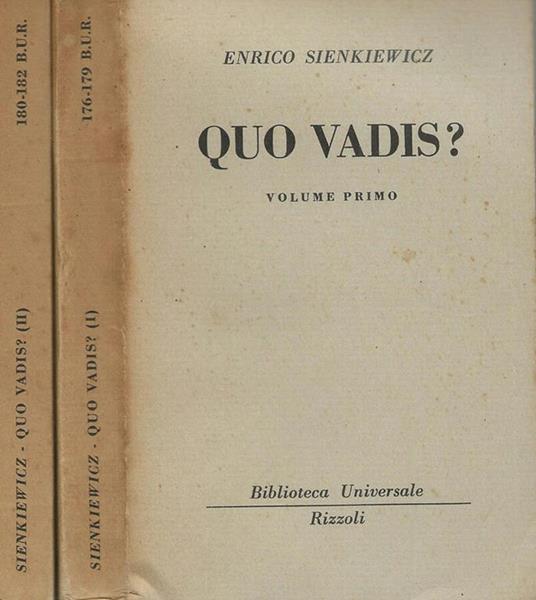 SIENKIEWICZ - QUO VADIS? (II) 180-182 B.U.R.
SIENKIEWICZ - QUO VADIS? (I) 176-179 B.U.R.
ENRICO SIENKIEWICZ
QUO VADIS?
VOLUME PRIMO
Biblioteca Universale
Rizzoli